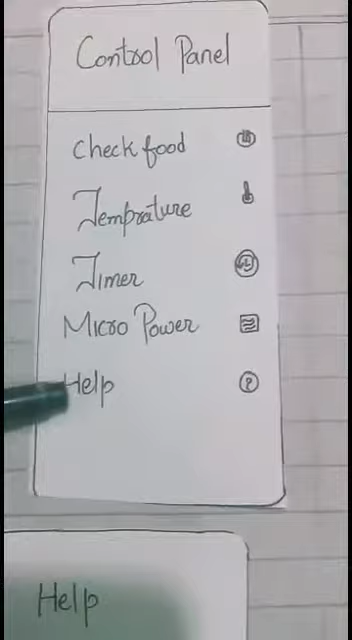 Control Panel
Check food
Temprature
Timer
Micro Power
Help
?
Help